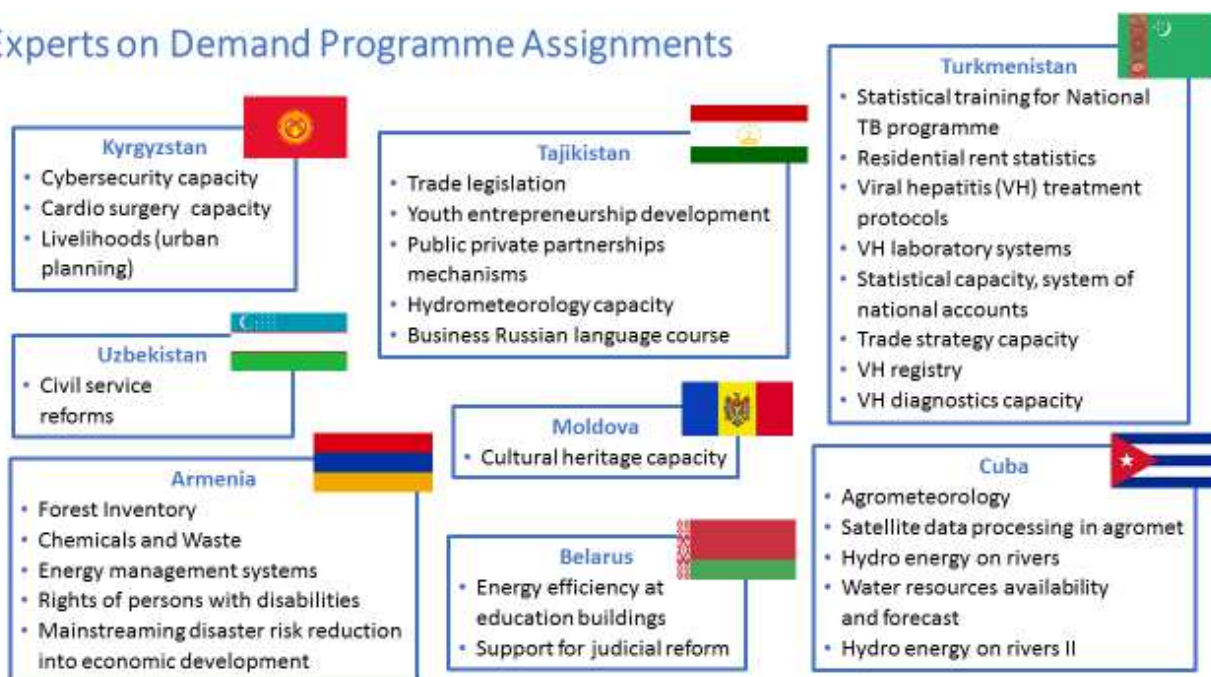 Experts on Demand Programme Assignments
Kyrgyzstan
• Cybersecurity capacity
• Cardio surgery capacity
• Livelihoods (urban
planning)
Uzbekistan
• Civil service
reforms
Armenia
• Forest Inventory
• Chemicals and Waste
• Energy management systems
• Rights of persons with disabilities
• Mainstreaming disaster risk reduction
into economic development
Tajikistan
• Trade legislation
• Youth entrepreneurship development
• Public private partnerships
mechanisms
• Hydrometeorology capacity
• Business Russian language course
Moldova
• Cultural heritage capacity
Belarus
• Energy efficiency at
education buildings
• Support for judicial reform
Turkmenistan
• Statistical training for National
TB programme
• Residential rent statistics
• Viral hepatitis (VH) treatment
protocols
• VH laboratory systems
• Statistical capacity, system of
national accounts
• Trade strategy capacity
• VH registry
• VH diagnostics capacity
Cuba
• Agrometeorology
• Satellite data processing in agromet
• Hydro energy on rivers
• Water resources availability
and forecast
• Hydro energy on rivers II